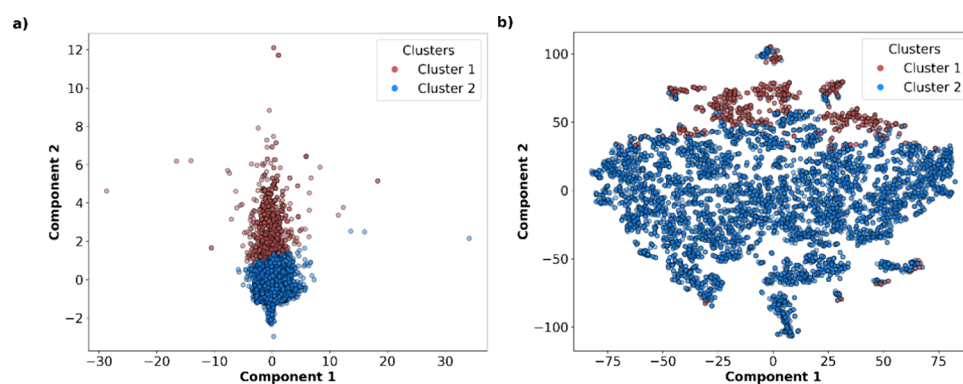 a)
Component 2
12
10
8
6
4
2
0
−2
−30
−20
−10
0
10
20
30
40
Component 1
Clusters
Cluster 1
Cluster 2
b)
Component 2
100
50
0
−50
−100
−75
−50
−25
0
25
50
75
Component 1
Clusters
Cluster 1
Cluster 2